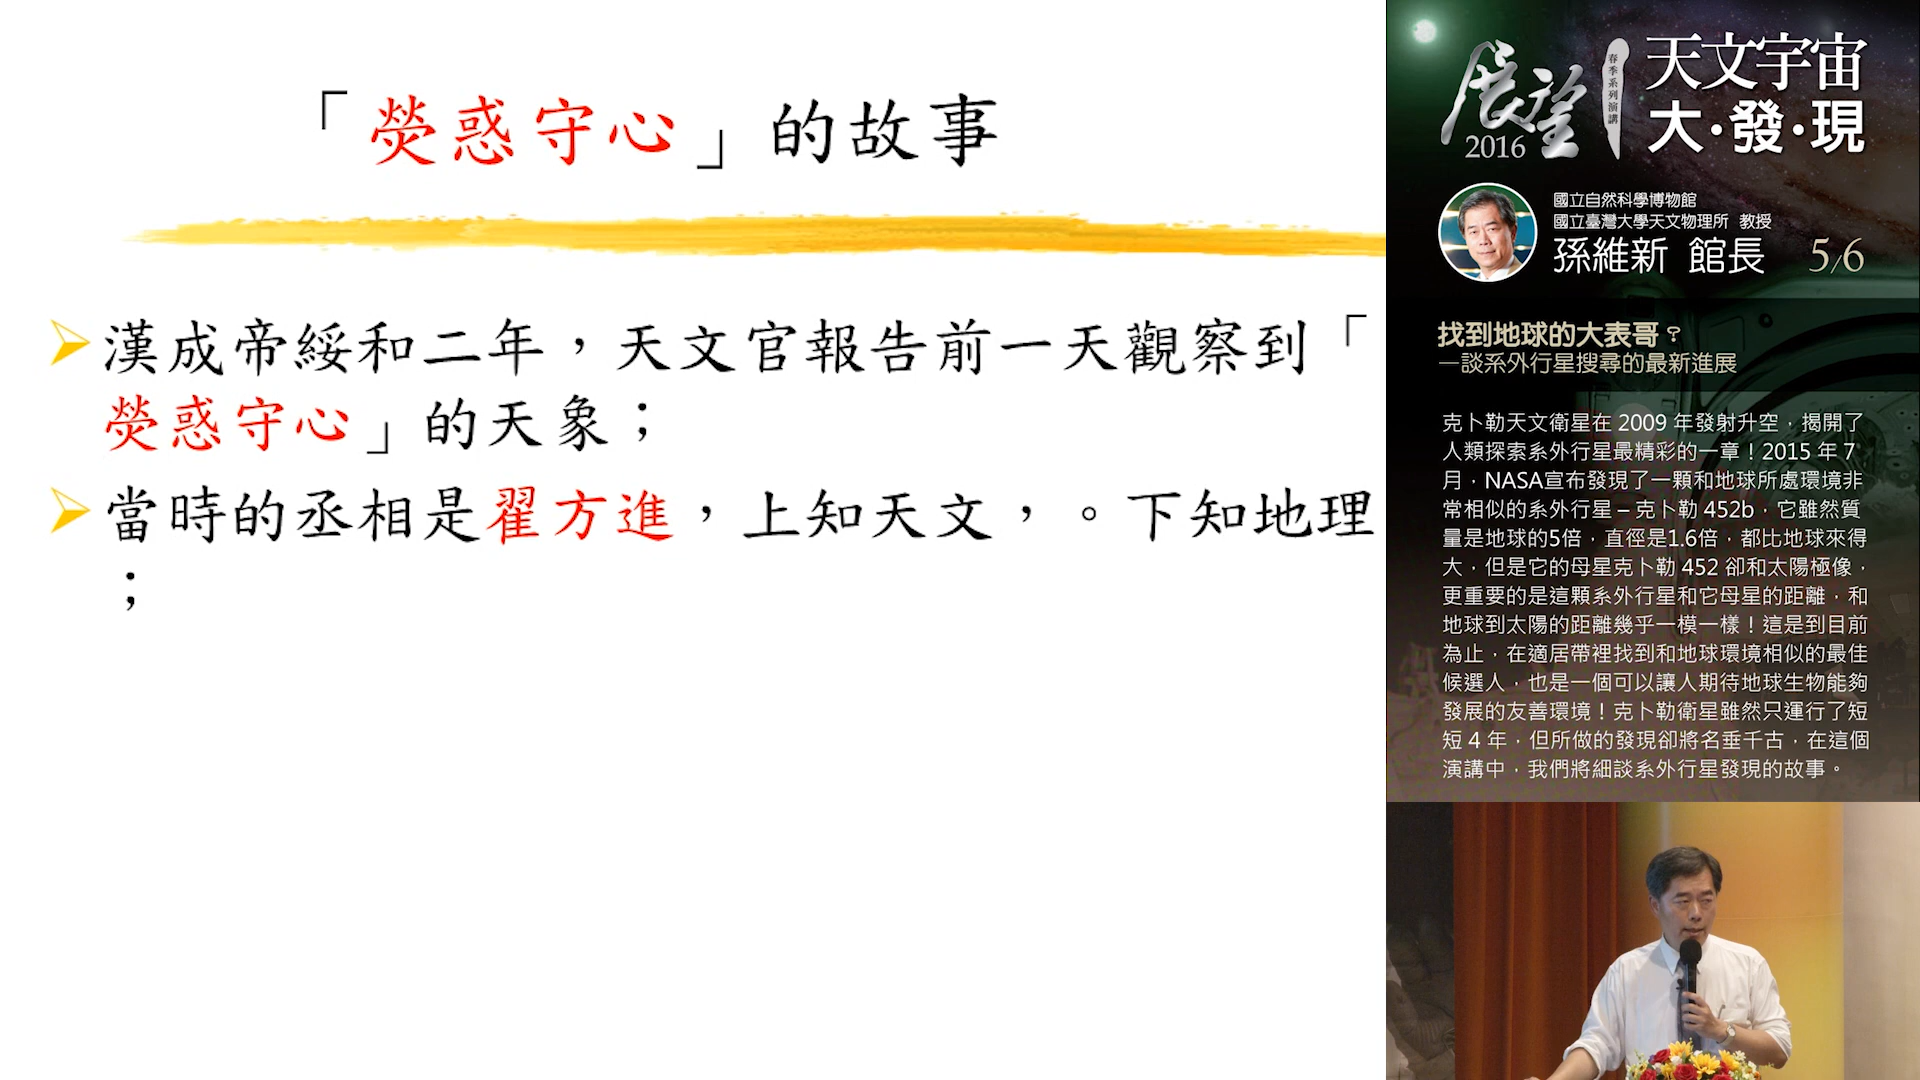 「熒惑守心」的故事
漢成帝綏和二年，天文官報告前一天觀察到「
熒惑守心」的天象；
當時的丞相是翟方進，上知天文，。下知地理
；
展望
2016
春季系列演講
天文宇宙
大·發·現
國立自然科學博物館
國立臺灣大學天文物理所 教授
孫維新 館長 5/6
找到地球的大表哥？
—談系外行星搜尋的最新進展
克卜勒天文衛星在 2009 年發射升空，揭開了
人類探索系外行星最精彩的一章！2015 年 7
月，NASA宣布發現了一顆和地球所處環境非
常相似的系外行星 – 克卜勒 452b，它雖然質
量是地球的5倍，直徑是1.6倍，都比地球來得
大，但是它的母星克卜勒 452 卻和太陽極像，
更重要的是這顆系外行星和它母星的距離，和
地球到太陽的距離幾乎一模一樣！這是到目前
為止，在適居帶裡找到和地球環境相似的最佳
候選人，也是一個可以讓人期待地球生物能夠
發展的友善環境！克卜勒衛星雖然只運行了短
短 4 年，但所做的發現卻將名垂千古，在這個
演講中，我們將細談系外行星發現的故事。